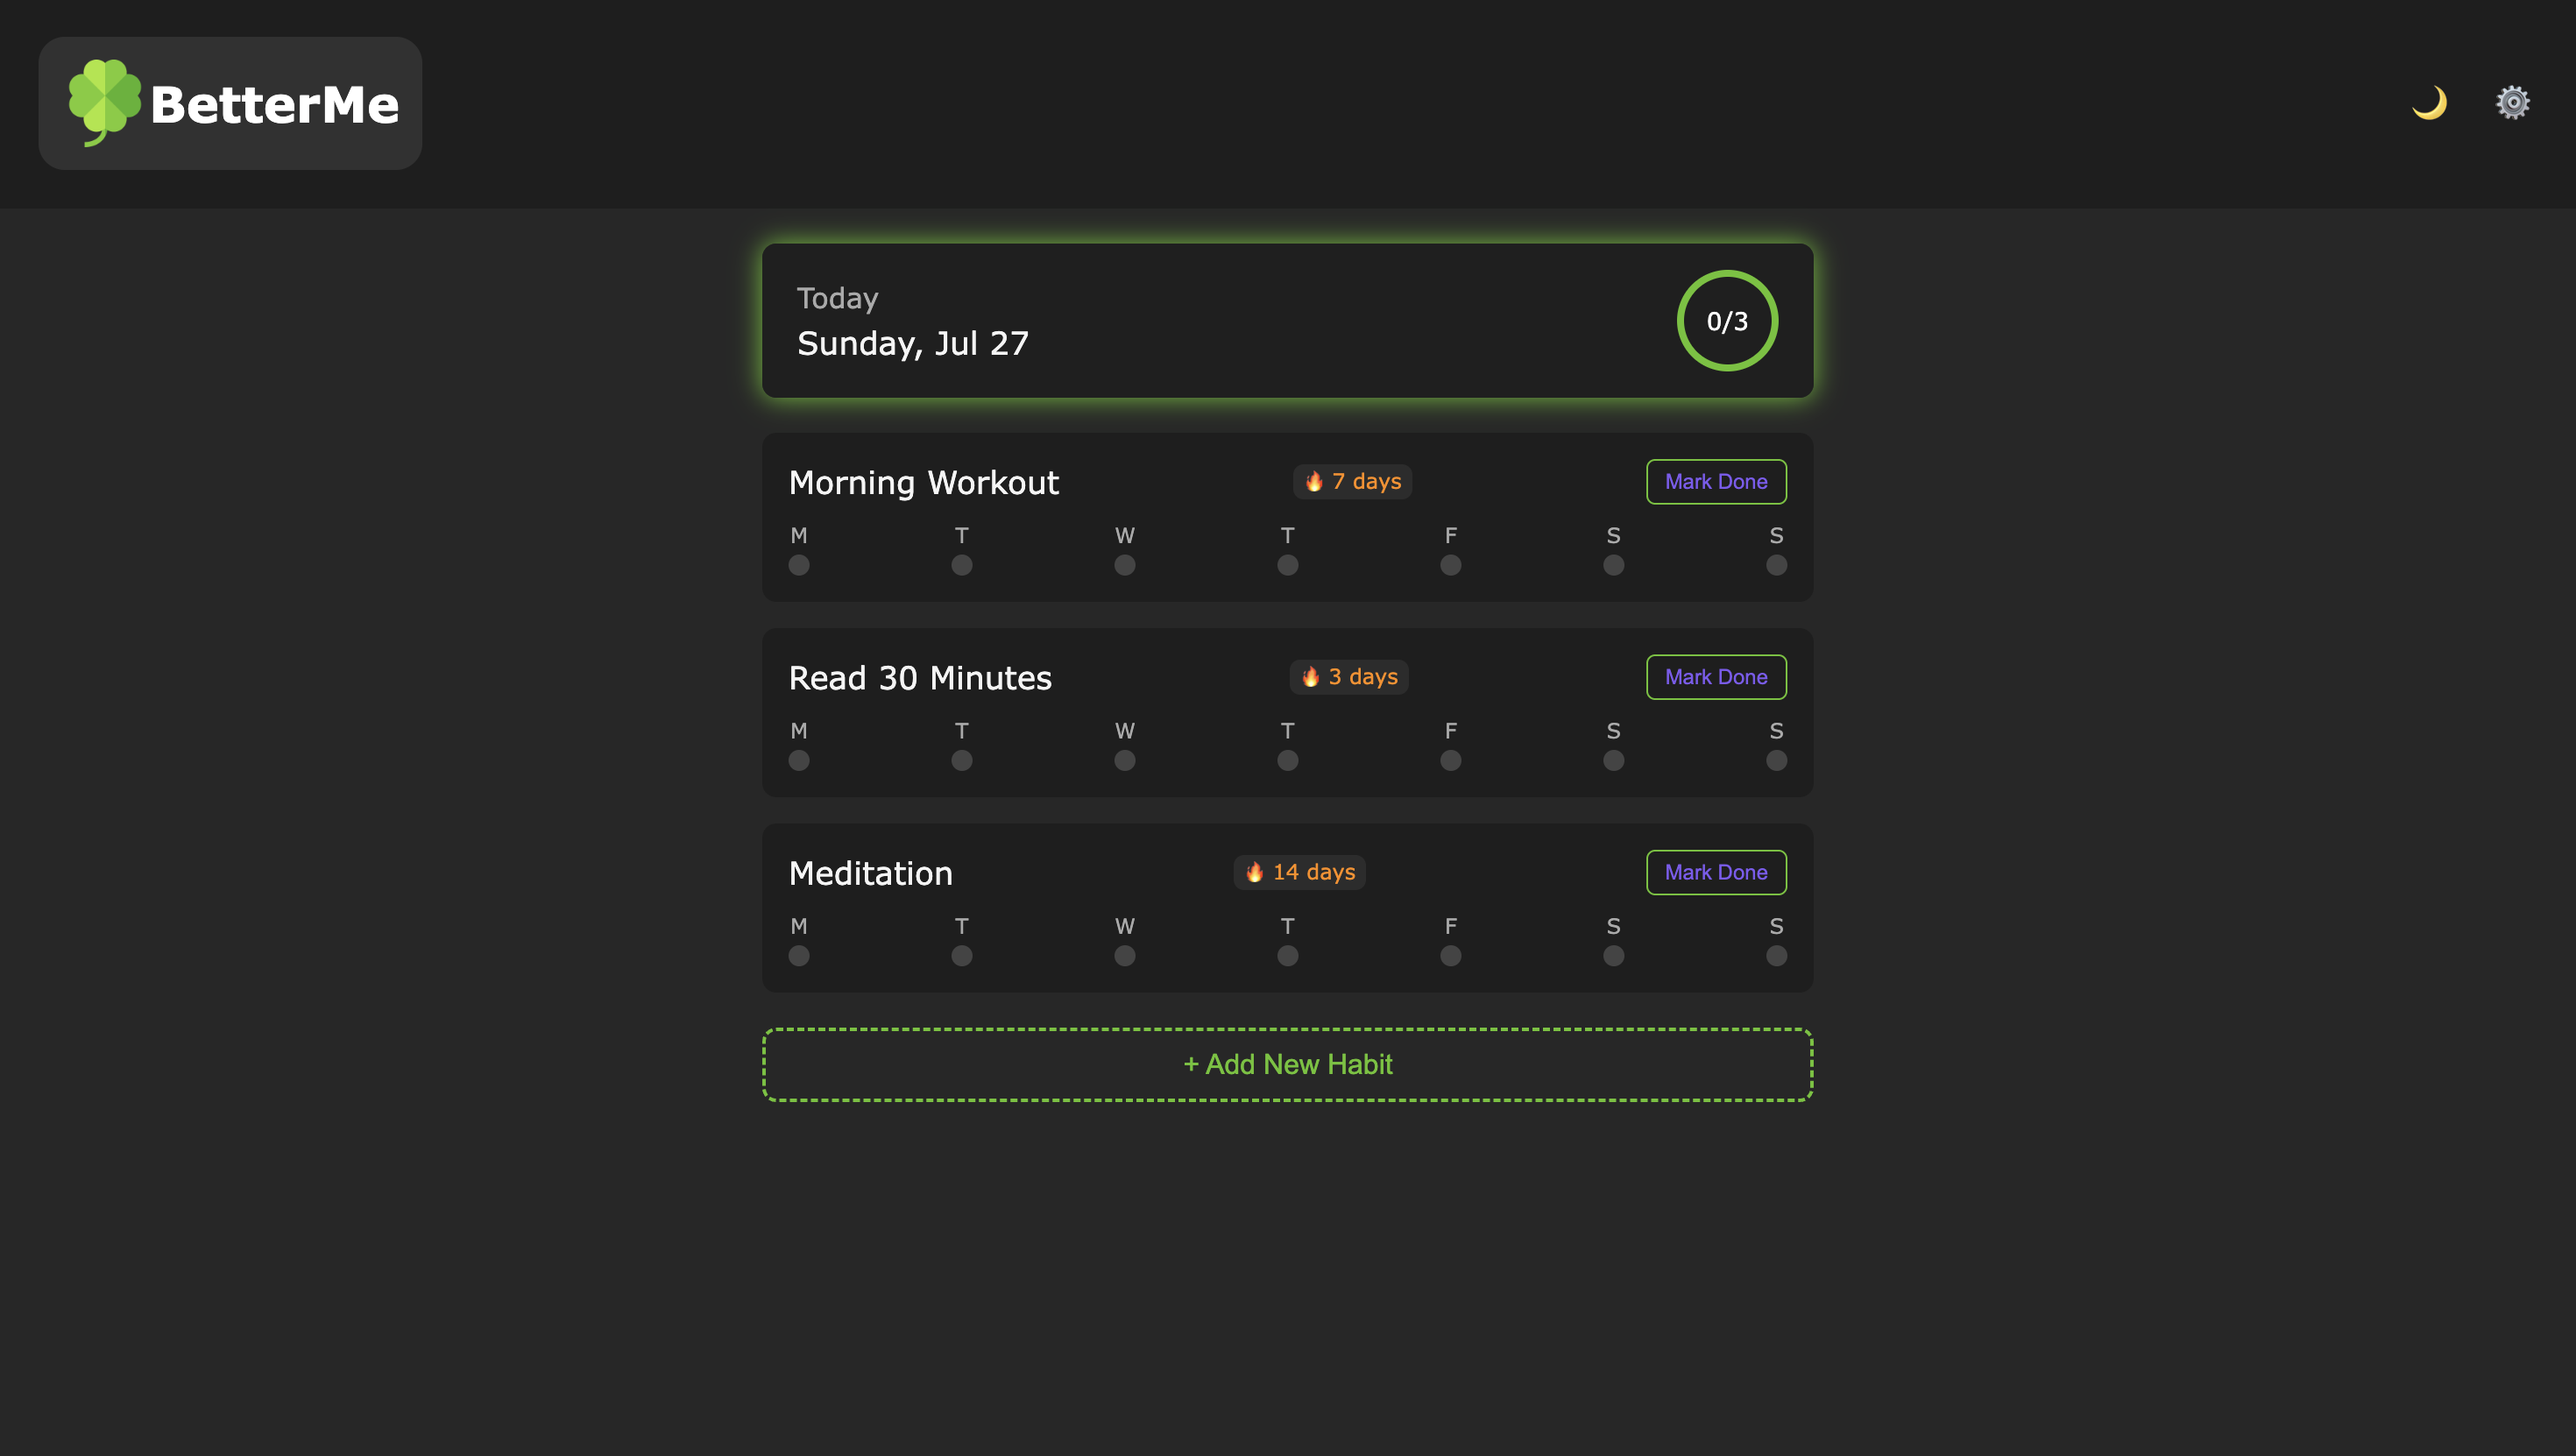 BetterMe
Today
Sunday, Jul 27
0/3
Morning Workout 7 days Mark Done
M T W T F S S
Read 30 Minutes 3 days Mark Done
M T W T F S S
Meditation 14 days Mark Done
M T W T F S S
+ Add New Habit